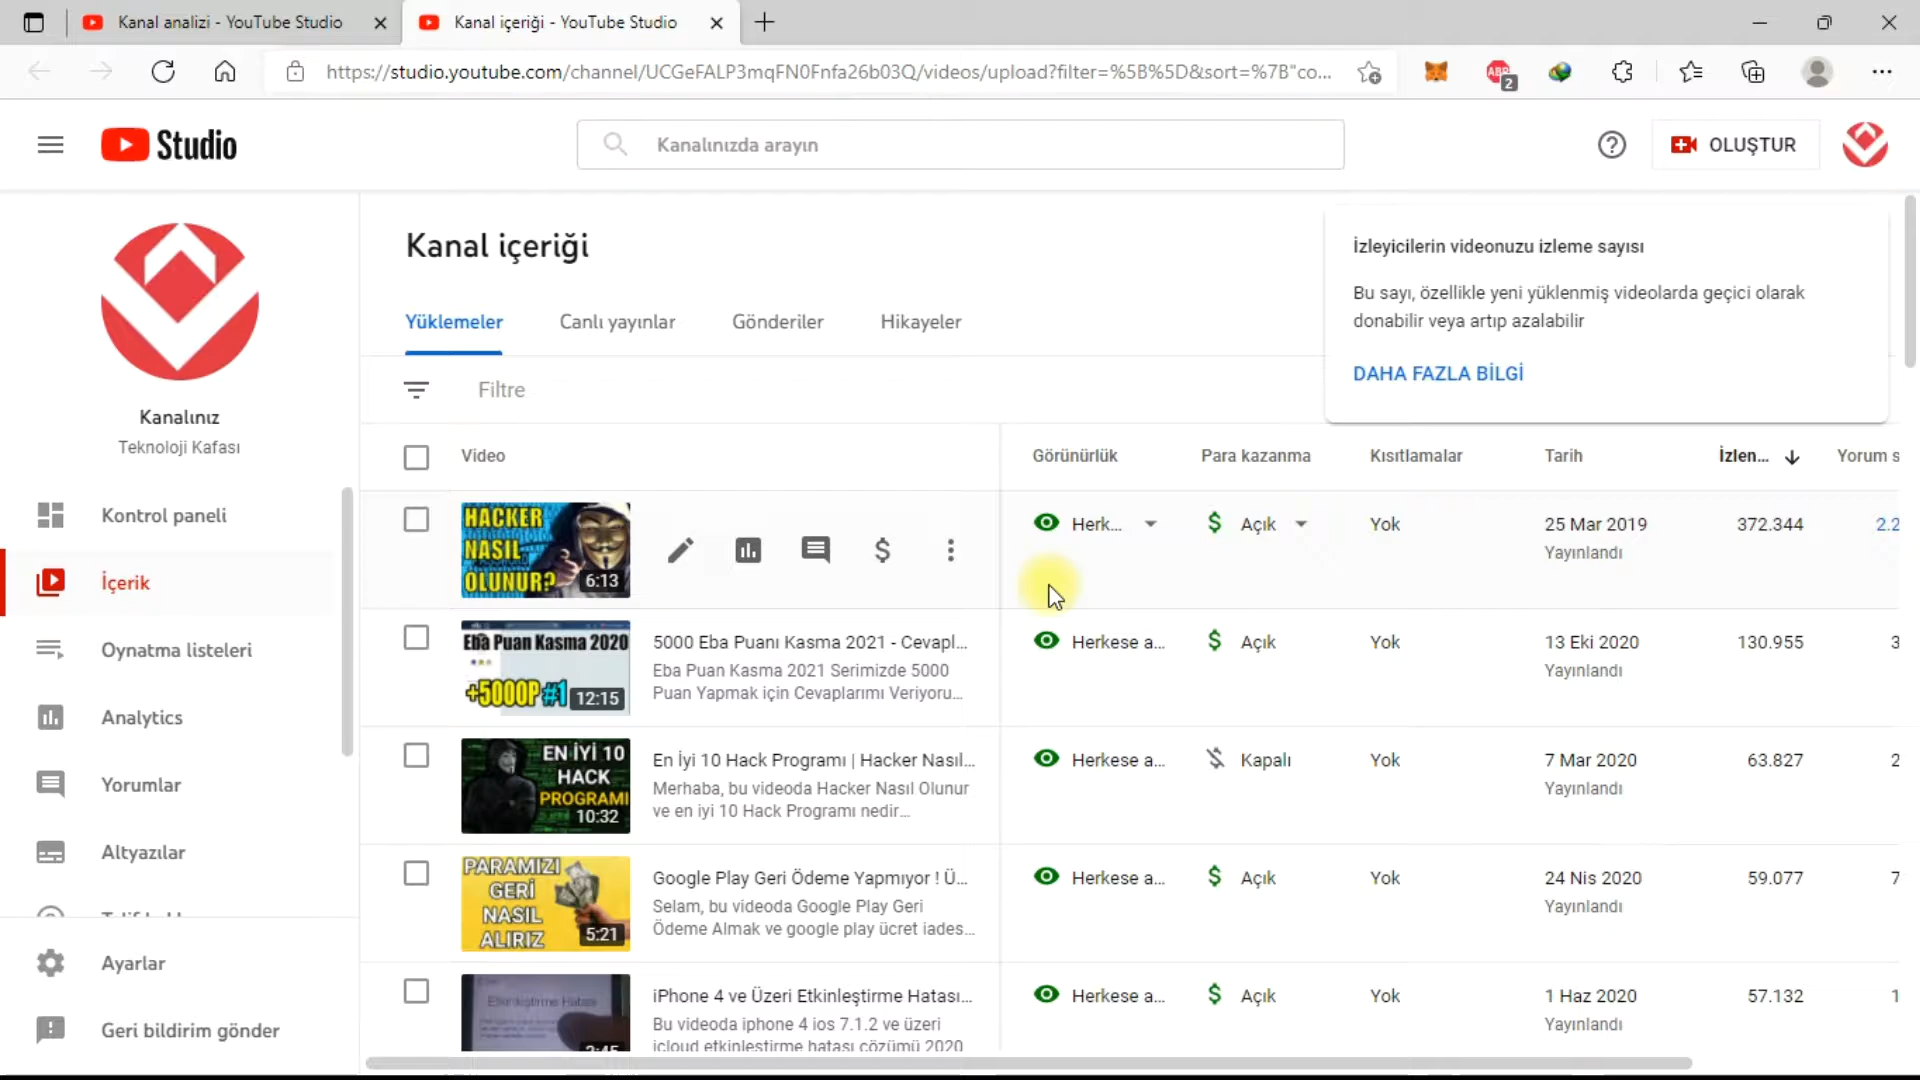 Kanal analizi - YouTube Studio
Kanal içeriği - YouTube Studio
https://studio.youtube.com/channel/UCGeFALP3mqFN0Fnfa26b03Q/videos/upload?filter=%5B%5D&sort=%7B"co...
ABP
2
Studio
Kanalınızda arayın
OLUŞTUR
Kanalınız
Teknoloji Kafası
Kontrol paneli
İçerik
Oynatma listeleri
Analytics
Yorumlar
Altyazılar
Ayarlar
Geri bildirim gönder
Kanal içeriği
Yüklemeler
Canlı yayınlar
Gönderiler
Hikayeler
Filtre
İzleyicilerin videonuzu izleme sayısı
Bu sayı, özellikle yeni yüklenmiş videolarda geçici olarak
donabilir veya artıp azalabilir
DAHA FAZLA BİLGİ
Video
Görünürlük
Para kazanma
Kısıtlamalar
Tarih
İzlen...
Yorum s
HACKER
NASIL
OLUNUR?
6:13
Herk...
Açık
Yok
25 Mar 2019
Yayınlandı
372.344
2.2
Eba Puan Kasma 2020
+5000P #1
12:15
5000 Eba Puanı Kasma 2021 - Cevapl...
Eba Puan Kasma 2021 Serimizde 5000
Puan Yapmak için Cevaplarımı Veriyoru...
Herkese a...
Açık
Yok
13 Eki 2020
Yayınlandı
130.955
3
EN İYİ 10
HACK
PROGRAMI
10:32
En İyi 10 Hack Programı | Hacker Nasıl...
Merhaba, bu videoda Hacker Nasıl Olunur
ve en iyi 10 Hack Programı nedir...
Herkese a...
Kapalı
Yok
7 Mar 2020
Yayınlandı
63.827
2
PARAMIZI
GERİ
NASIL
ALIRIZ
5:21
Google Play Geri Ödeme Yapmıyor ! Ü...
Selam, bu videoda Google Play Geri
Ödeme Almak ve google play ücret iades...
Herkese a...
Açık
Yok
24 Nis 2020
Yayınlandı
59.077
7
Etkinleştirme Hatası
iPhone 4 ve Üzeri Etkinleştirme Hatası...
Bu videoda iphone 4 ios 7.1.2 ve üzeri
icloud etkinleştirme hatası çözümü 2020
Herkese a...
Açık
Yok
1 Haz 2020
Yayınlandı
57.132
1